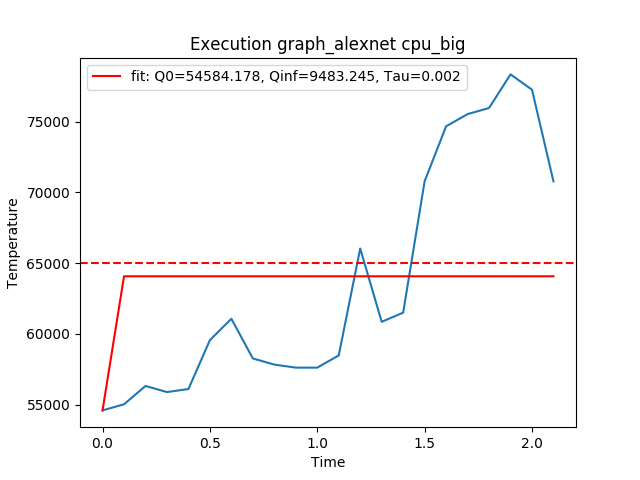 Execution graph_alexnet cpu_big
fit: Q0=54584.178, Qinf=9483.245, Tau=0.002
75000
70000
65000
60000
55000
Temperature
0.0 0.5 1.0 1.5 2.0
Time